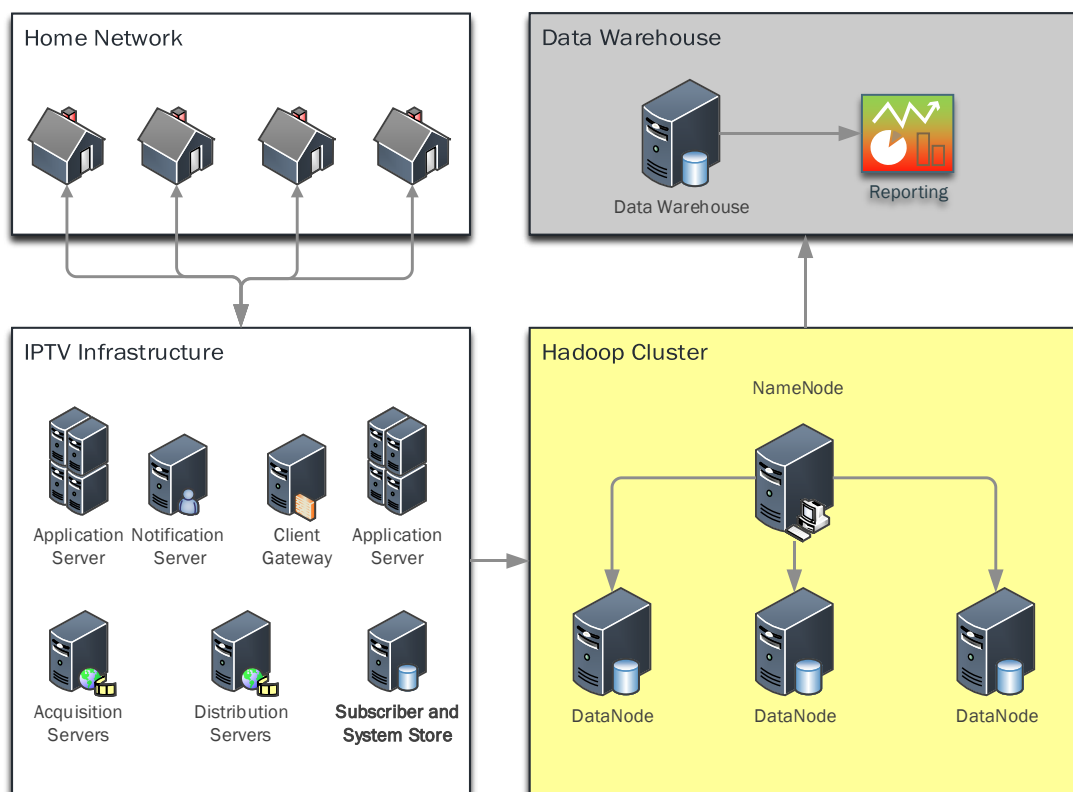 Home Network
Data Warehouse
Data Warehouse
Reporting
IPTV Infrastructure
Application
Server
Notification
Server
Client
Gateway
Application
Server
Acquisition
Servers
Distribution
Servers
Subscriber and
System Store
Hadoop Cluster
NameNode
DataNode
DataNode
DataNode